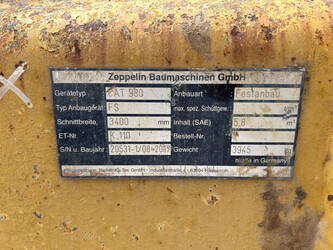 Zeppelin Baumaschinen GmbH
Gerätetyp CAT 980 Anbauart Festanbau
Typ Anbaugerät FS max. spez. Schüttgew.
Schnittbreite 3400 mm Inhalt (SAE) 5,8 m³
ET-Nr. K.110 Bestell-Nr.
S/N u. Baujahr 20531-1/08-2019 Gewicht 3945 kg
made in Germany